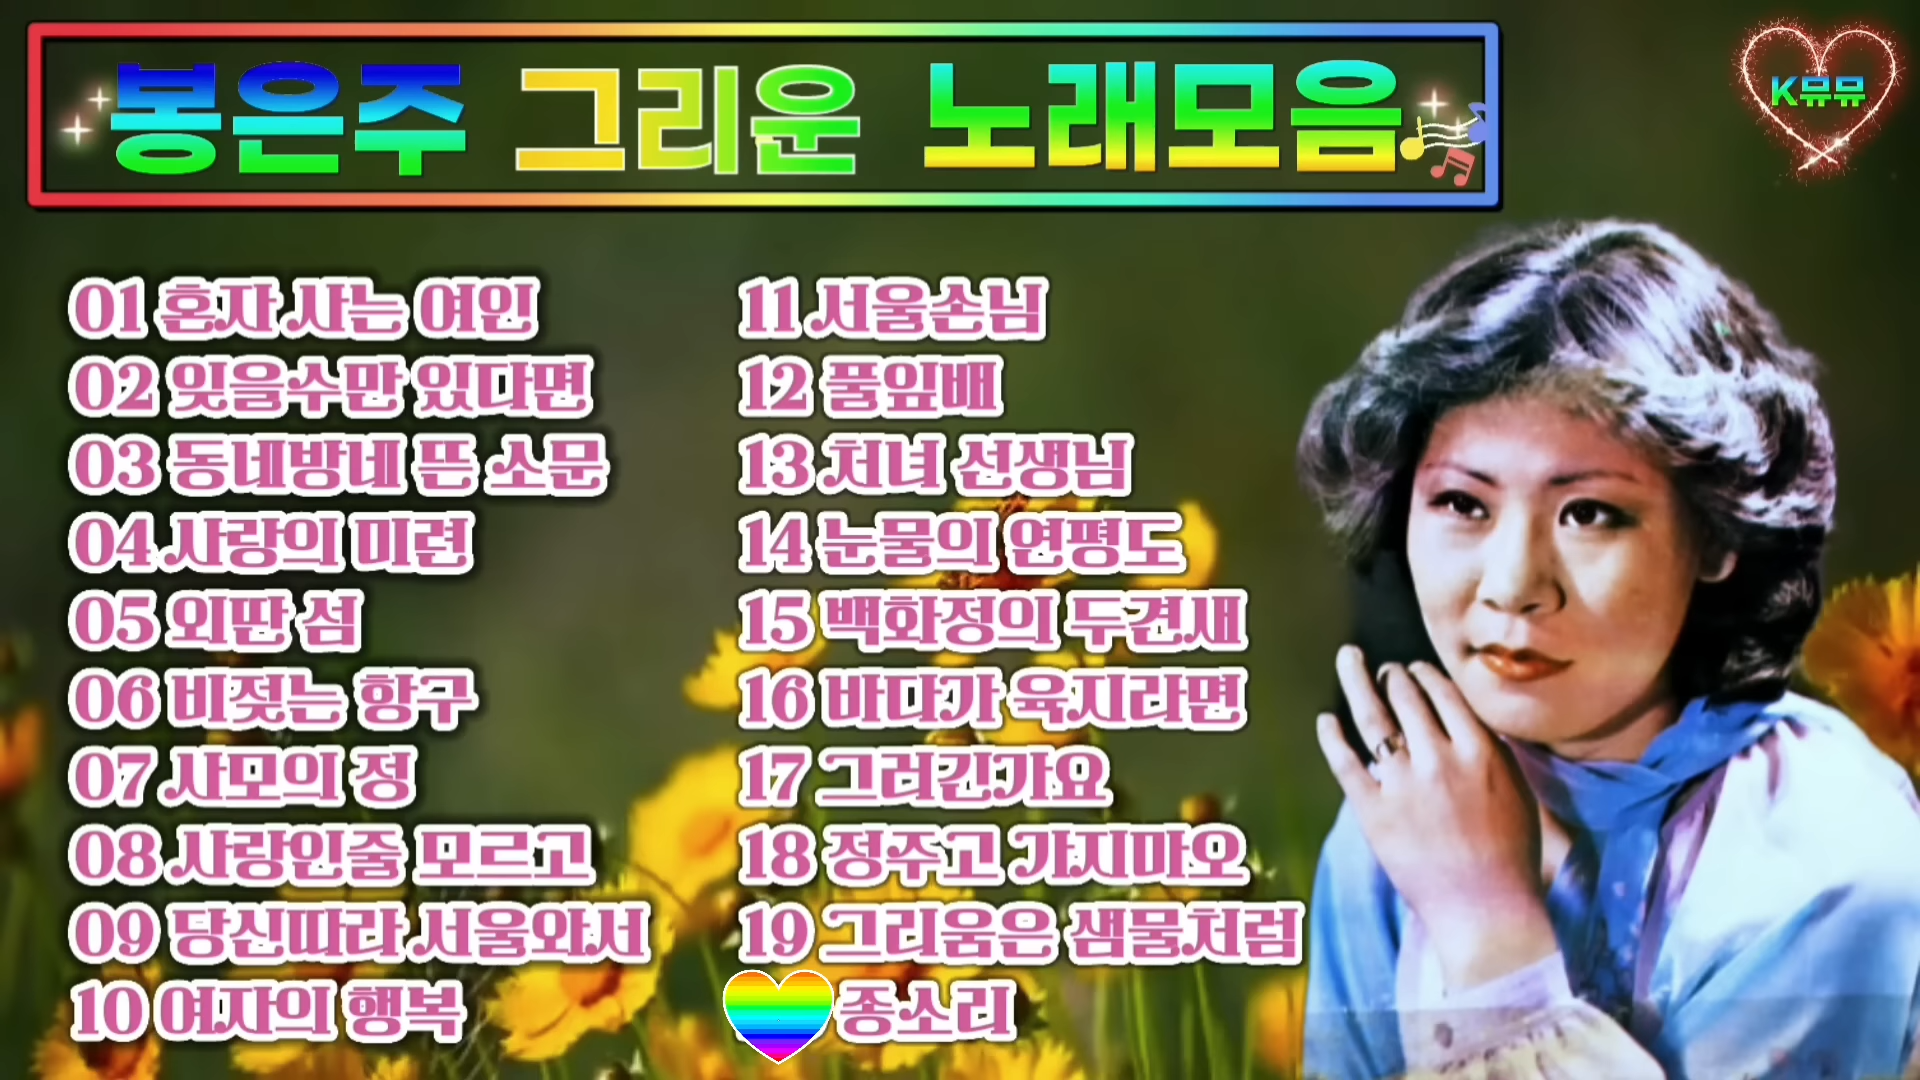 봉은주 그리운 노래모음
K뮤뮤
01 혼자 사는 여인
02 잊을수만 있다면
03 동네방네 뜬 소문
04 사랑의 미련
05 외딴 섬
06 비젖는 항구
07 사모의 정
08 사랑인줄 모르고
09 당신따라 서울와서
10 여자의 행복
11 서울손님
12 풀잎배
13 처녀 선생님
14 눈물의 연평도
15 백화정의 두견새
16 바다가 육지라면
17 그러긴가요
18 정주고 가지마오
19 그리움은 샘물처럼
종소리